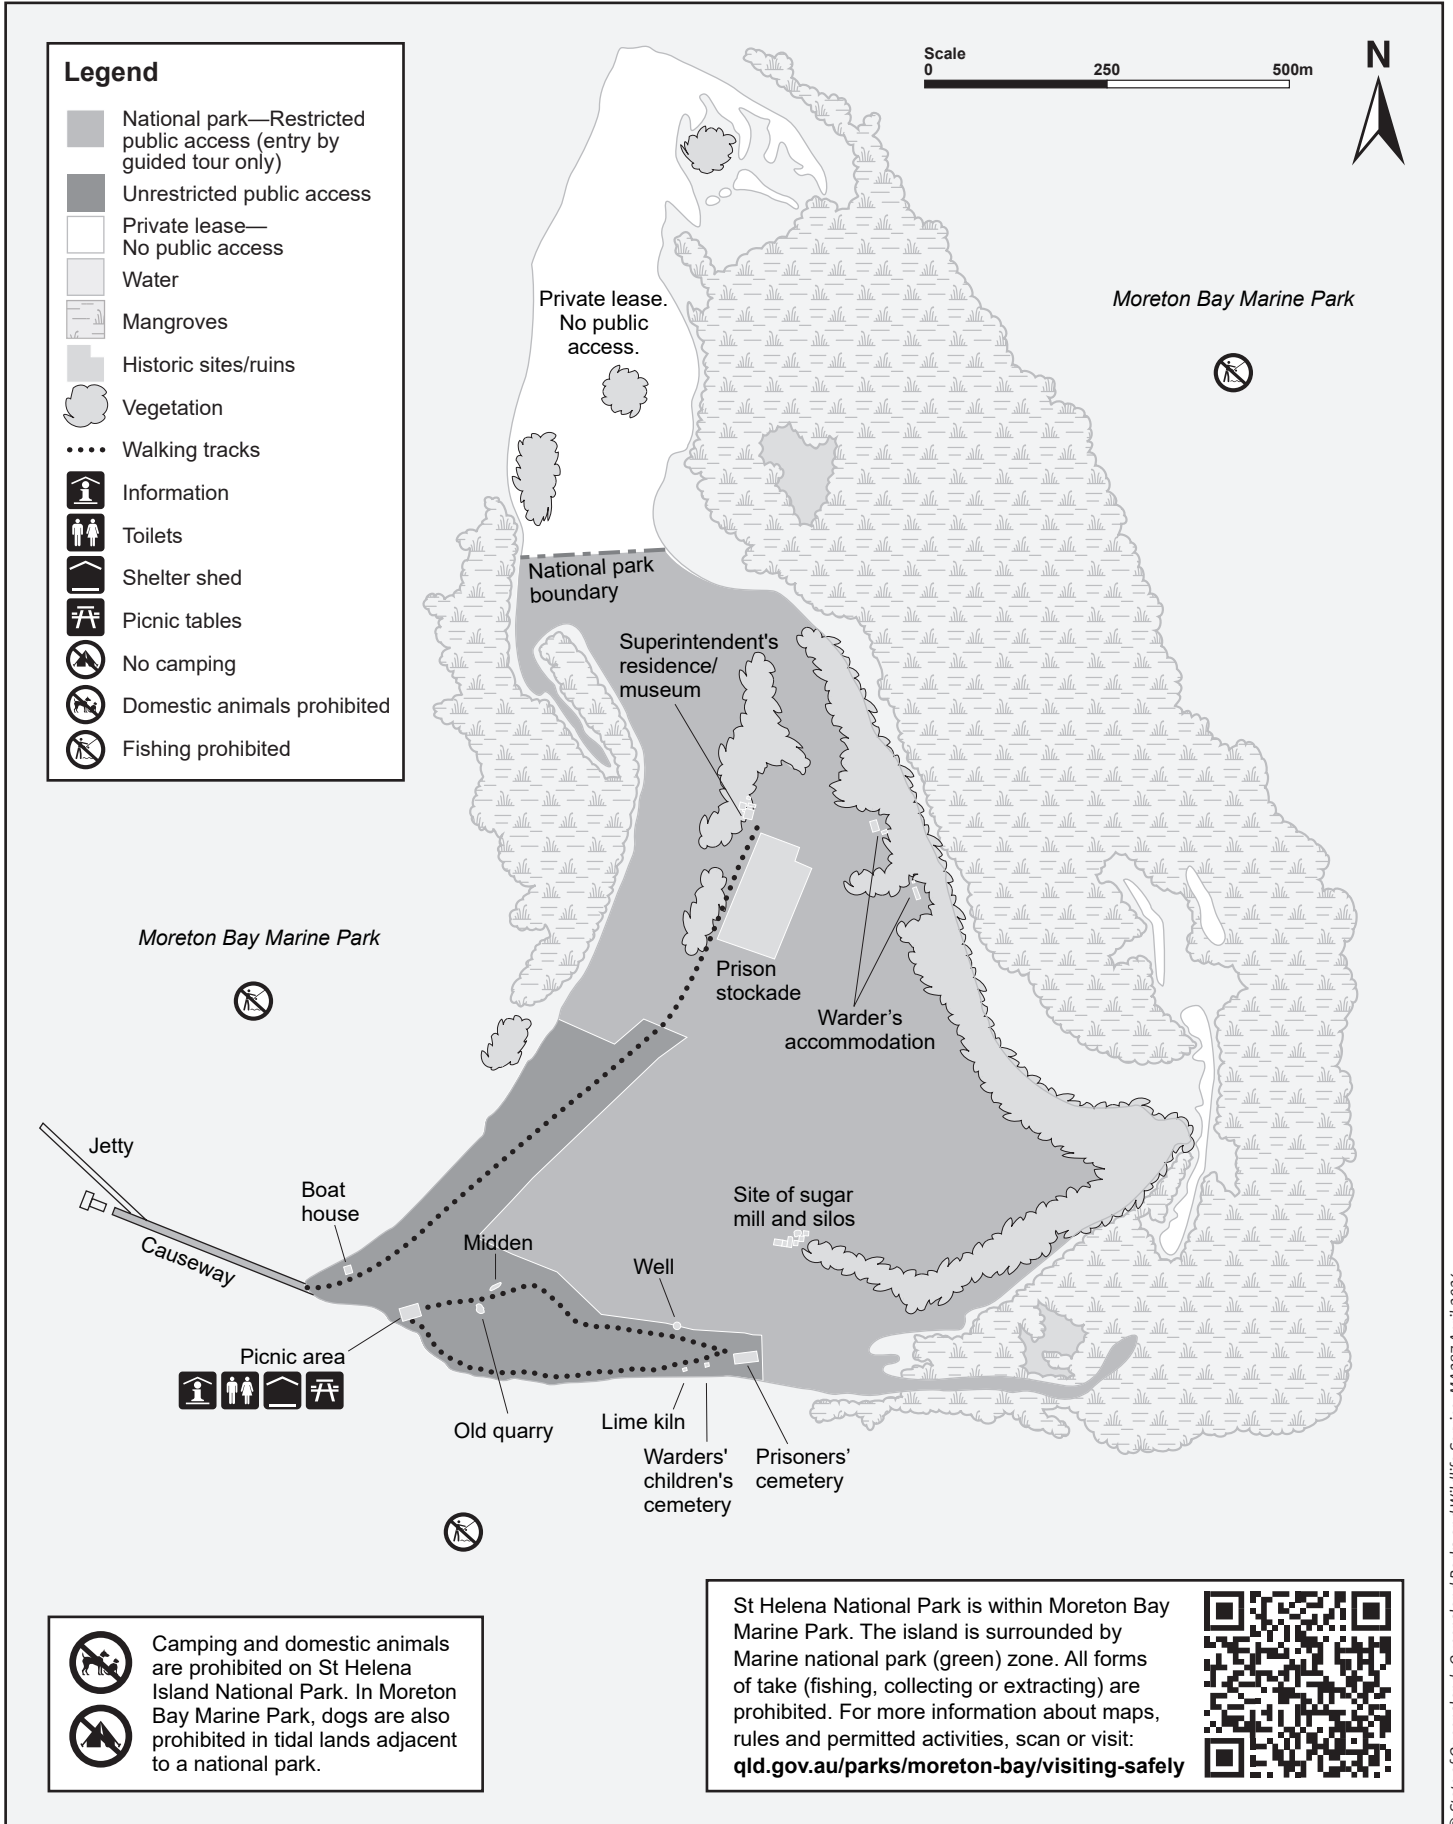 Legend
National park—Restricted
public access (entry by
guided tour only)
Unrestricted public access
Private lease—
No public access
Water
Mangroves
Historic sites/ruins
Vegetation
Walking tracks
Information
Toilets
Shelter shed
Picnic tables
No camping
Domestic animals prohibited
Fishing prohibited
Scale
0 250 500m
N
Private lease.
No public
access.
Moreton Bay Marine Park
National park
boundary
Superintendent's
residence/
museum
Moreton Bay Marine Park
Prison
stockade
Warder’s
accommodation
Jetty
Boat
house
Causeway
Midden
Site of sugar
mill and silos
Well
Picnic area
Old quarry
Lime kiln
Warders'
children's
cemetery
Prisoners’
cemetery
Camping and domestic animals
are prohibited on St Helena
Island National Park. In Moreton
Bay Marine Park, dogs are also
prohibited in tidal lands adjacent
to a national park.
St Helena National Park is within Moreton Bay
Marine Park. The island is surrounded by
Marine national park (green) zone. All forms
of take (fishing, collecting or extracting) are
prohibited. For more information about maps,
rules and permitted activities, scan or visit:
qld.gov.au/parks/moreton-bay/visiting-safely